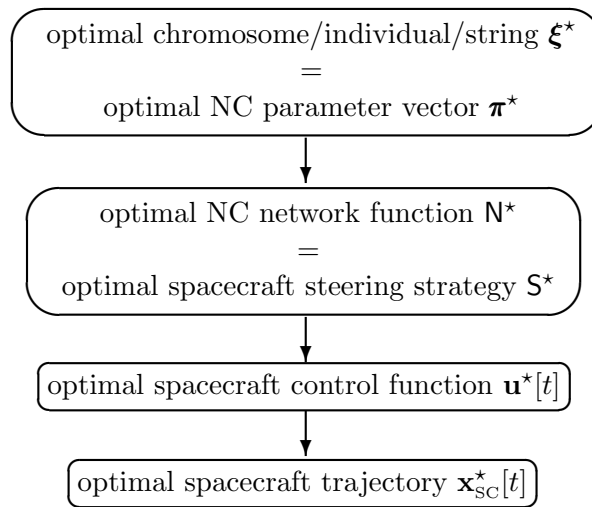 optimal chromosome/individual/string ξ⋆
=
optimal NC parameter vector π⋆
optimal NC network function N⋆
=
optimal spacecraft steering strategy S⋆
optimal spacecraft control function u⋆[t]
optimal spacecraft trajectory x⋆SC[t]